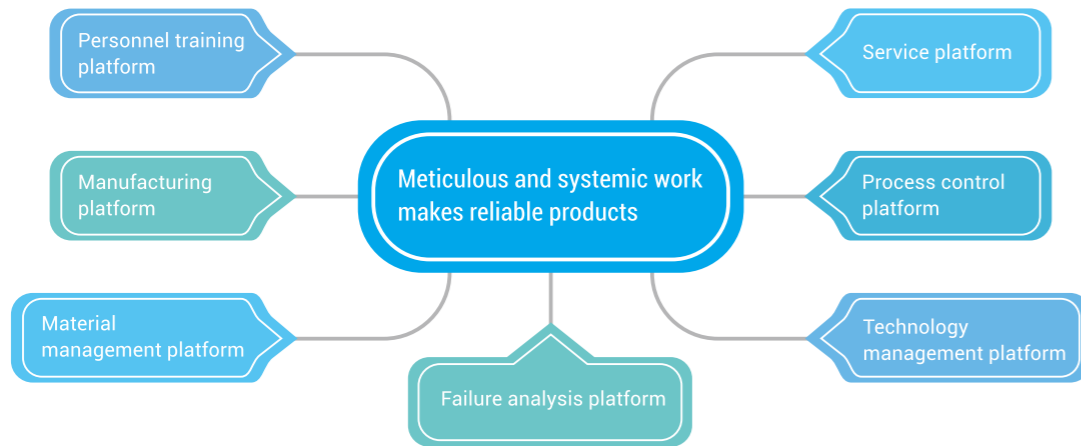 Personnel training
platform
Service platform
Manufacturing
platform
Meticulous and systemic work
makes reliable products
Process control
platform
Material
management platform
Failure analysis platform
Technology
management platform